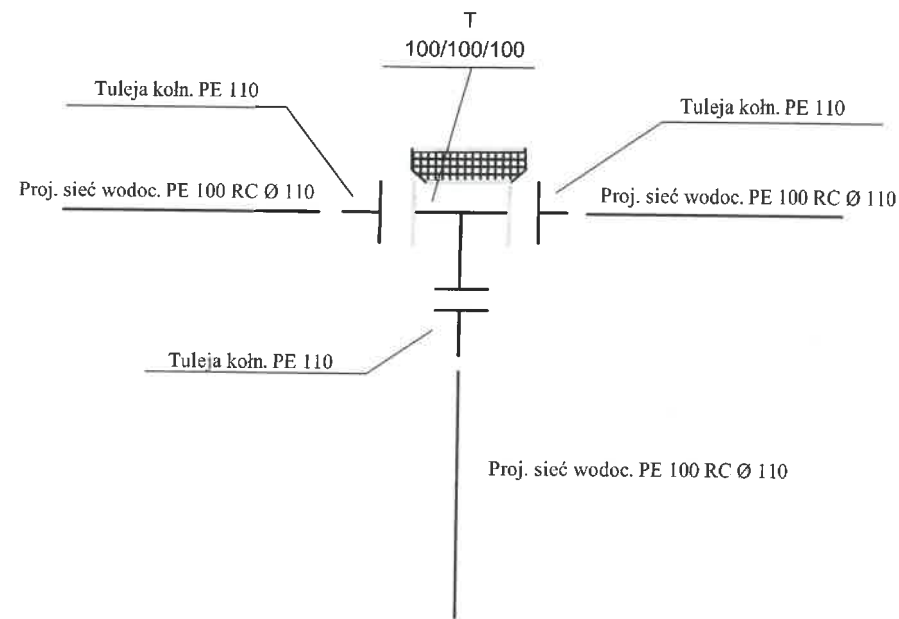 T
100/100/100
Tuleja kołn. PE 110
Tuleja kołn. PE 110
Proj. sieć wodoc. PE 100 RC Ø 110
Proj. sieć wodoc. PE 100 RC Ø 110
Tuleja kołn. PE 110
Proj. sieć wodoc. PE 100 RC Ø 110